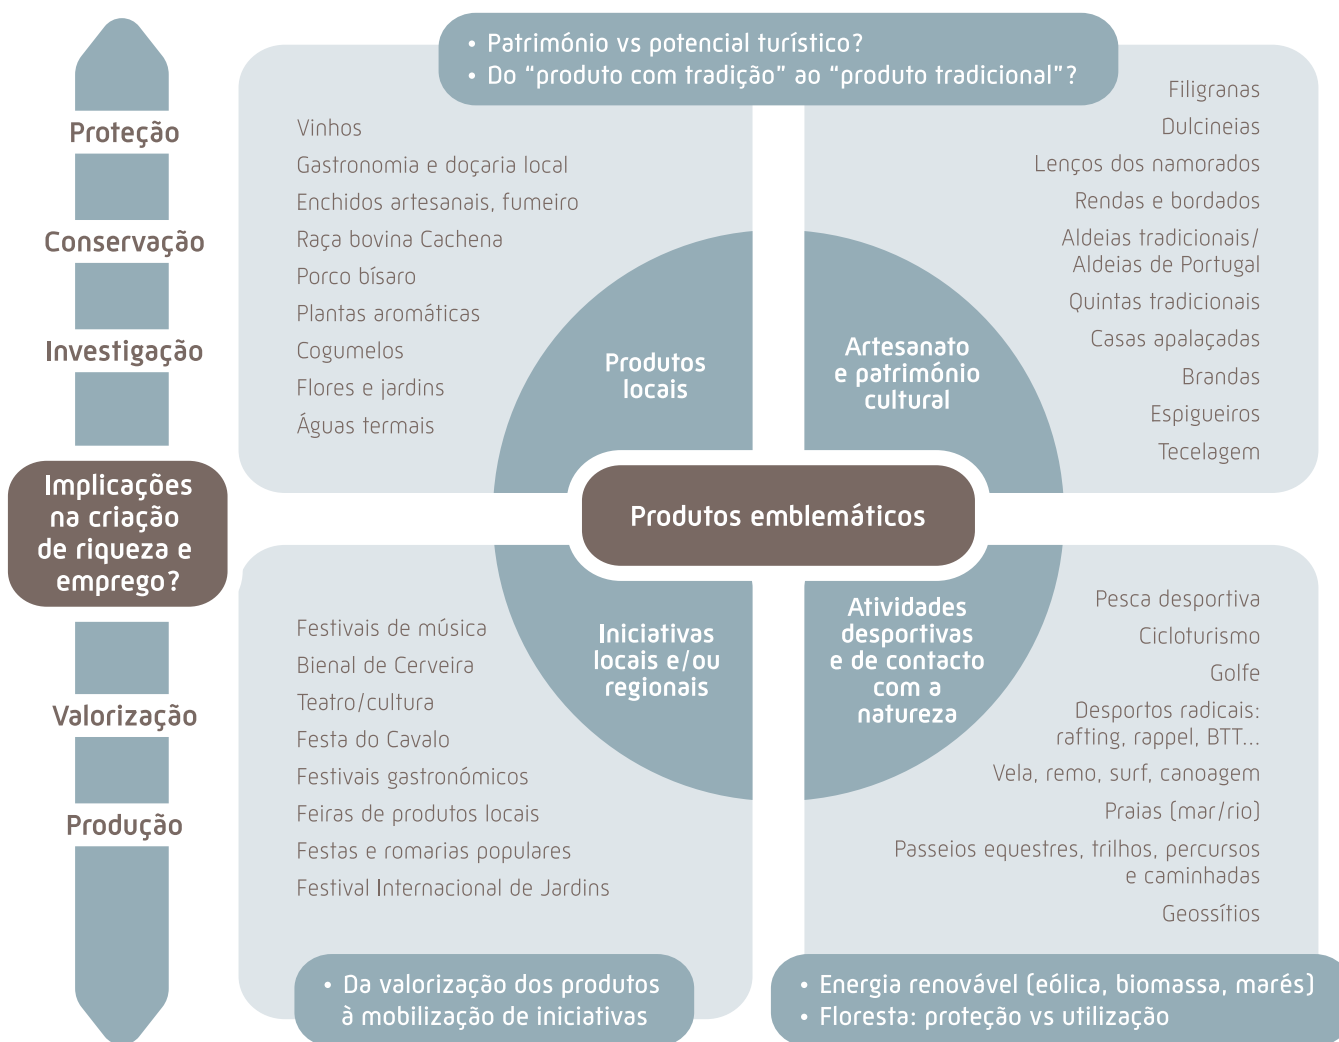 • Património vs potencial turístico?
• Do “produto com tradição” ao “produto tradicional”?
Proteção
Conservação
Investigação
Implicações
na criação
de riqueza e
emprego?
Valorização
Produção
Vinhos
Gastronomia e doçaria local
Enchidos artesanais, fumeiro
Raça bovina Cachena
Porco bísaro
Plantas aromáticas
Cogumelos
Flores e jardins
Águas termais
Produtos
locais
Filigranas
Dulcineias
Lenços dos namorados
Rendas e bordados
Aldeias tradicionais/
Aldeias de Portugal
Quintas tradicionais
Casas apalaçadas
Brandas
Espigueiros
Tecelagem
Artesanato
e património
cultural
Produtos emblemáticos
Festivais de música
Bienal de Cerveira
Teatro/cultura
Festa do Cavalo
Festivais gastronómicos
Feiras de produtos locais
Festas e romarias populares
Festival Internacional de Jardins
Iniciativas
locais e/ou
regionais
Atividades
desportivas
e de contacto
com a
natureza
Pesca desportiva
Cicloturismo
Golfe
Desportos radicais:
rafting, rappel, BTT...
Vela, remo, surf, canoagem
Praias (mar/rio)
Passeios equestres, trilhos, percursos
e caminhadas
Geossítios
• Da valorização dos produtos
à mobilização de iniciativas
• Energia renovável (eólica, biomassa, marés)
• Floresta: proteção vs utilização